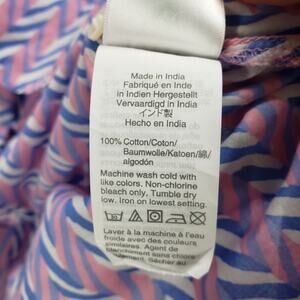 Made in India
Fabriqué en Inde
in Indien Hergestellt
Vervaardigd in India
インド製
Hecho en India
100% Cotton/Coton/
Baumwolle/Katoen/綿/
algodón
Machine wash cold with
like colors. Non-chlorine
bleach only. Tumble dry
low. Iron on lowest setting.
Laver à la machine à l'eau
froide avec des couleurs
similaires. Agent de
blanchiment sans chlore
seulement. Sécher au